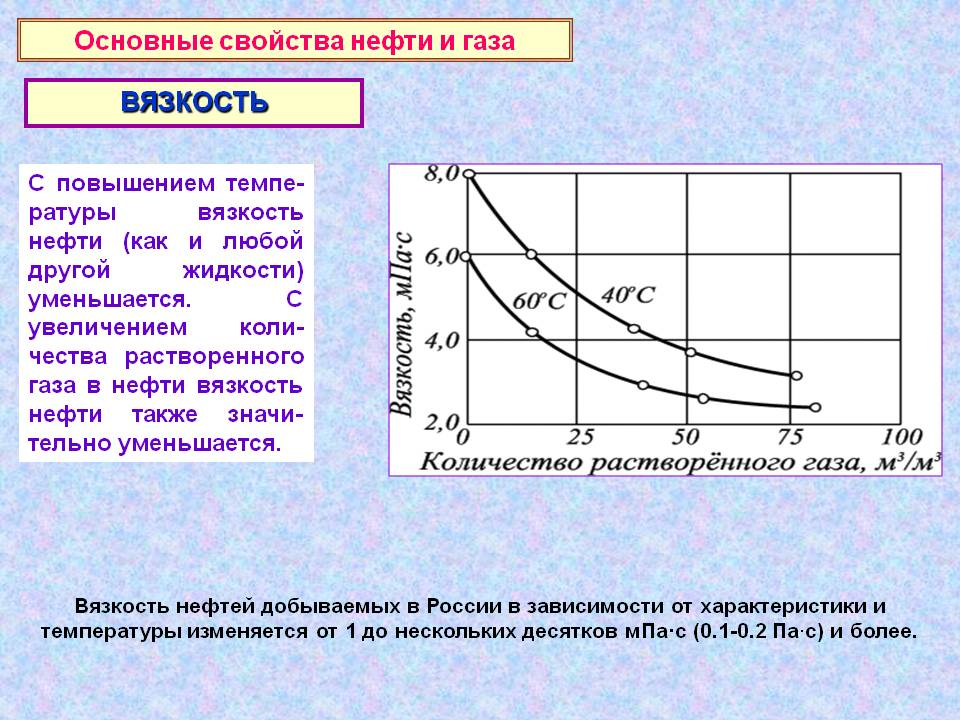 Основные свойства нефти и газа
ВЯЗКОСТЬ
С повышением темпе-
ратуры вязкость
нефти (как и любой
другой жидкости)
уменьшается. С
увеличением коли-
чества растворенного
газа в нефти вязкость
нефти также значи-
тельно уменьшается.
Вязкость, мПа·с
8,0
6,0
4,0
2,0
60°C
40°C
0 25 50 75 100
Количество растворённого газа, м³/м³
Вязкость нефтей добываемых в России в зависимости от характеристики и
температуры изменяется от 1 до нескольких десятков мПа·с (0.1-0.2 Па·с) и более.